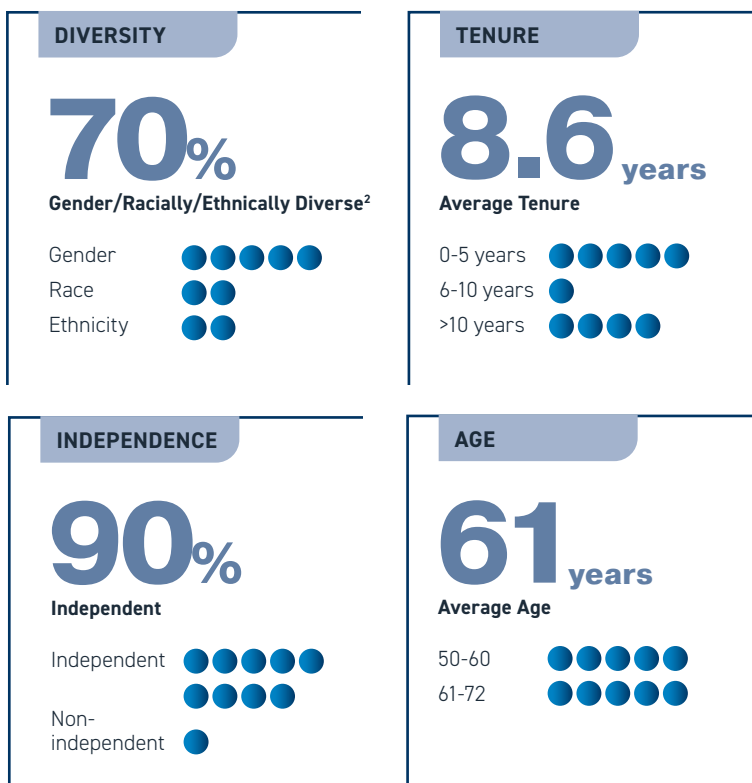 DIVERSITY
70%
Gender/Racially/Ethnically Diverse²
Gender
Race
Ethnicity
TENURE
8.6 years
Average Tenure
0-5 years
6-10 years
>10 years
INDEPENDENCE
90%
Independent
Independent
Non-
independent
AGE
61 years
Average Age
50-60
61-72